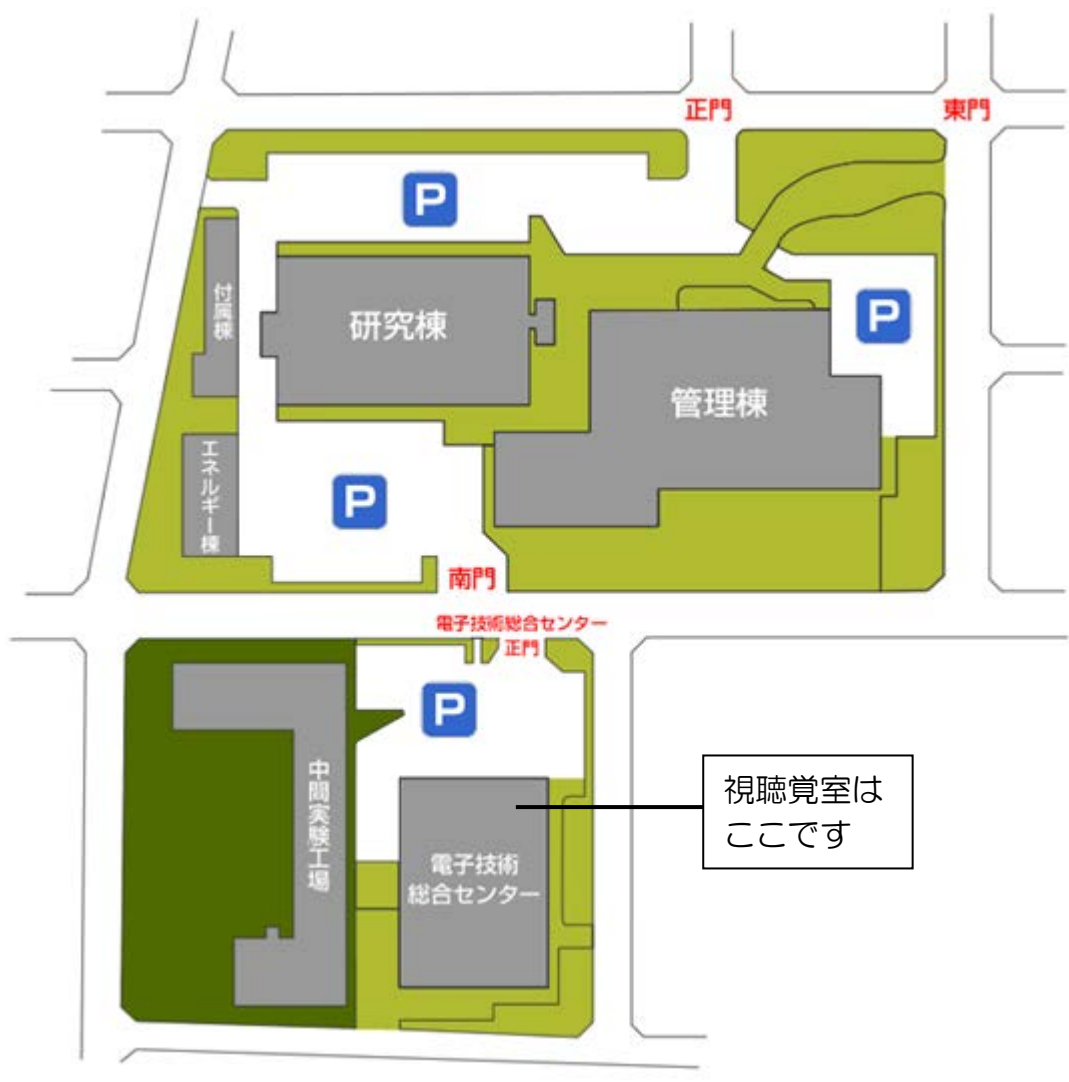 正門
東門
P
付属棟
研究棟
P
管理棟
エネルギー棟
P
南門
電子技術総合センター
正門
P
中間実験工場
視聴覚室は
ここです
電子技術
総合センター